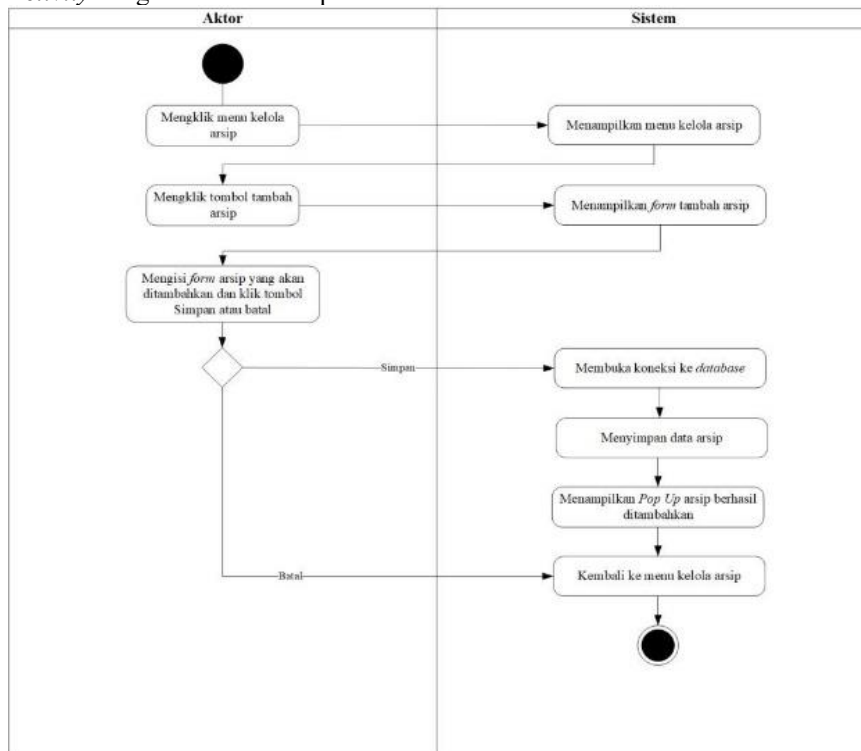 Aktor
Sistem
Mengklik menu kelola
arsip
Menampilkan menu kelola arsip
Mengklik tombol tambah
arsip
Menampilkan form tambah arsip
Mengisi form arsip yang akan
ditambahkan dan klik tombol
Simpan atau batal
Simpan
Membuka koneksi ke database
Menyimpan data arsip
Menampilkan Pop Up arsip berhasil
ditambahkan
Batal
Kembali ke menu kelola arsip